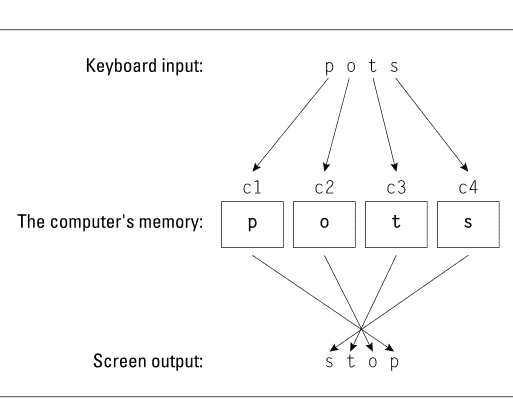 Keyboard input: p o t s
c1 c2 c3 c4
The computer's memory: p o t s
Screen output: s t o p